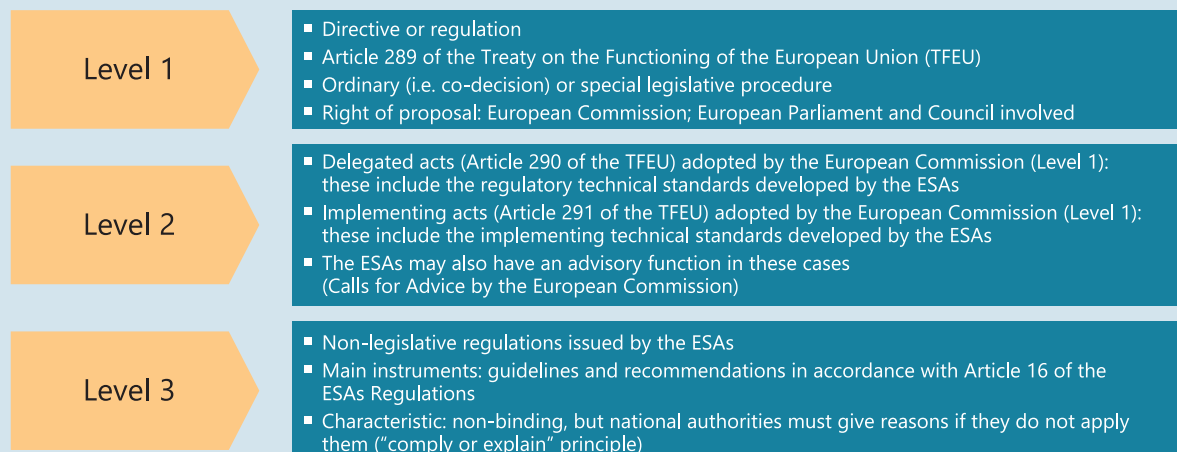 Level 1
▪ Directive or regulation
▪ Article 289 of the Treaty on the Functioning of the European Union (TFEU)
▪ Ordinary (i.e. co-decision) or special legislative procedure
▪ Right of proposal: European Commission; European Parliament and Council involved
Level 2
▪ Delegated acts (Article 290 of the TFEU) adopted by the European Commission (Level 1):
these include the regulatory technical standards developed by the ESAs
▪ Implementing acts (Article 291 of the TFEU) adopted by the European Commission (Level 1):
these include the implementing technical standards developed by the ESAs
▪ The ESAs may also have an advisory function in these cases
(Calls for Advice by the European Commission)
Level 3
▪ Non-legislative regulations issued by the ESAs
▪ Main instruments: guidelines and recommendations in accordance with Article 16 of the
ESAs Regulations
▪ Characteristic: non-binding, but national authorities must give reasons if they do not apply
them (“comply or explain” principle)